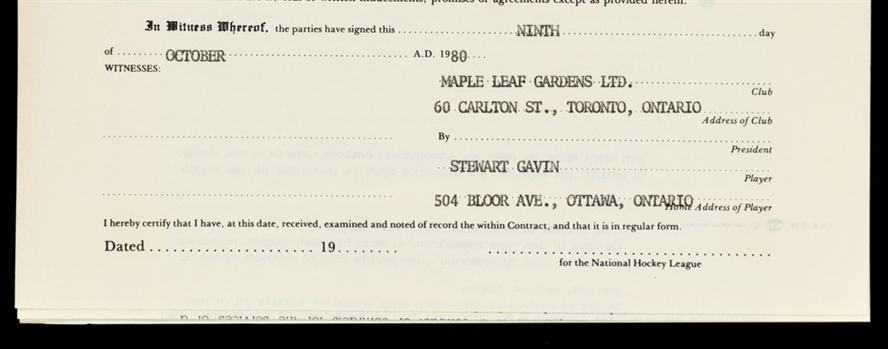 In Witness Whereof, the parties have signed this NINTH day
of OCTOBER A.D. 1980
WITNESSES:
MAPLE LEAF GARDENS LTD.
Club
60 CARLTON ST., TORONTO, ONTARIO
Address of Club
By
President
STEWART GAVIN
Player
504 BLOOR AVE., OTTAWA, ONTARIO
Home Address of Player
I hereby certify that I have, at this date, received, examined and noted of record the within Contract, and that it is in regular form.
Dated .................... 19..........
for the National Hockey League